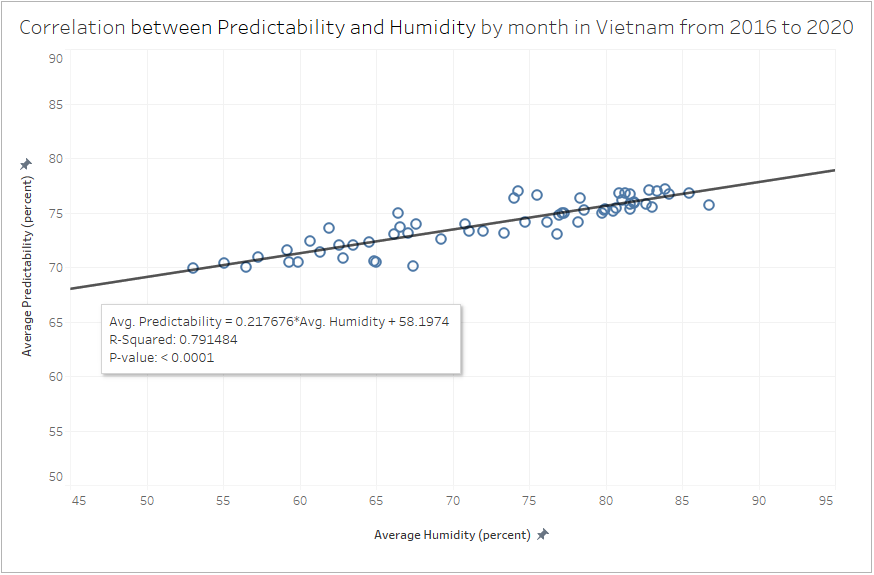 Correlation between Predictability and Humidity by month in Vietnam from 2016 to 2020
90
85
80
75
70
65
60
55
50
Average Predictability (percent)
Avg. Predictability = 0.217676*Avg. Humidity + 58.1974
R-Squared: 0.791484
P-value: < 0.0001
45 50 55 60 65 70 75 80 85 90 95
Average Humidity (percent)